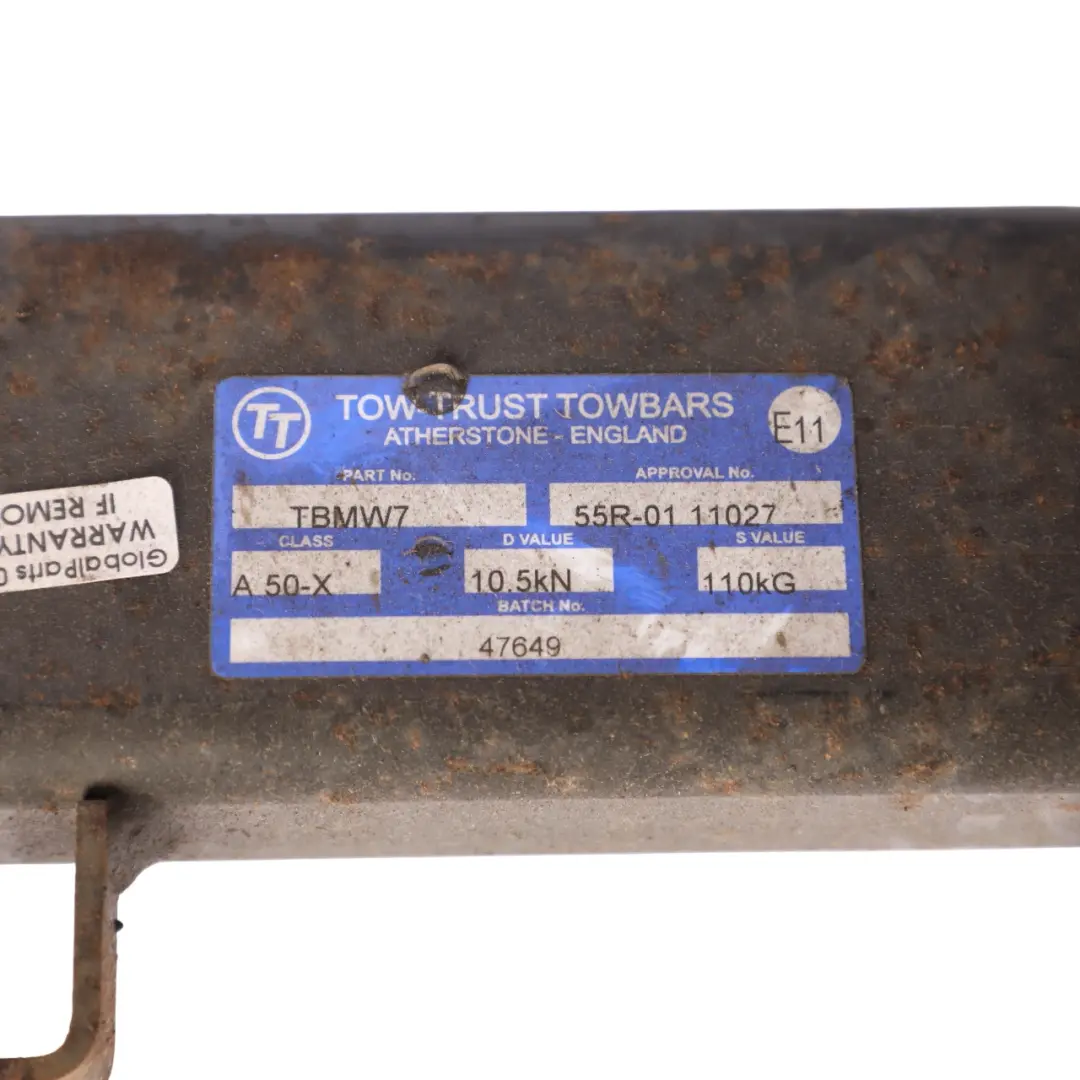 TT
TOW-TRUST TOWBARS
ATHERSTONE - ENGLAND
E11
PART No. APPROVAL No.
TBMW7 55R-01 11027
CLASS D VALUE S VALUE
A 50-X 10.5kN 110kG
BATCH No.
47649
GlobalParts
WARRANTY
IF